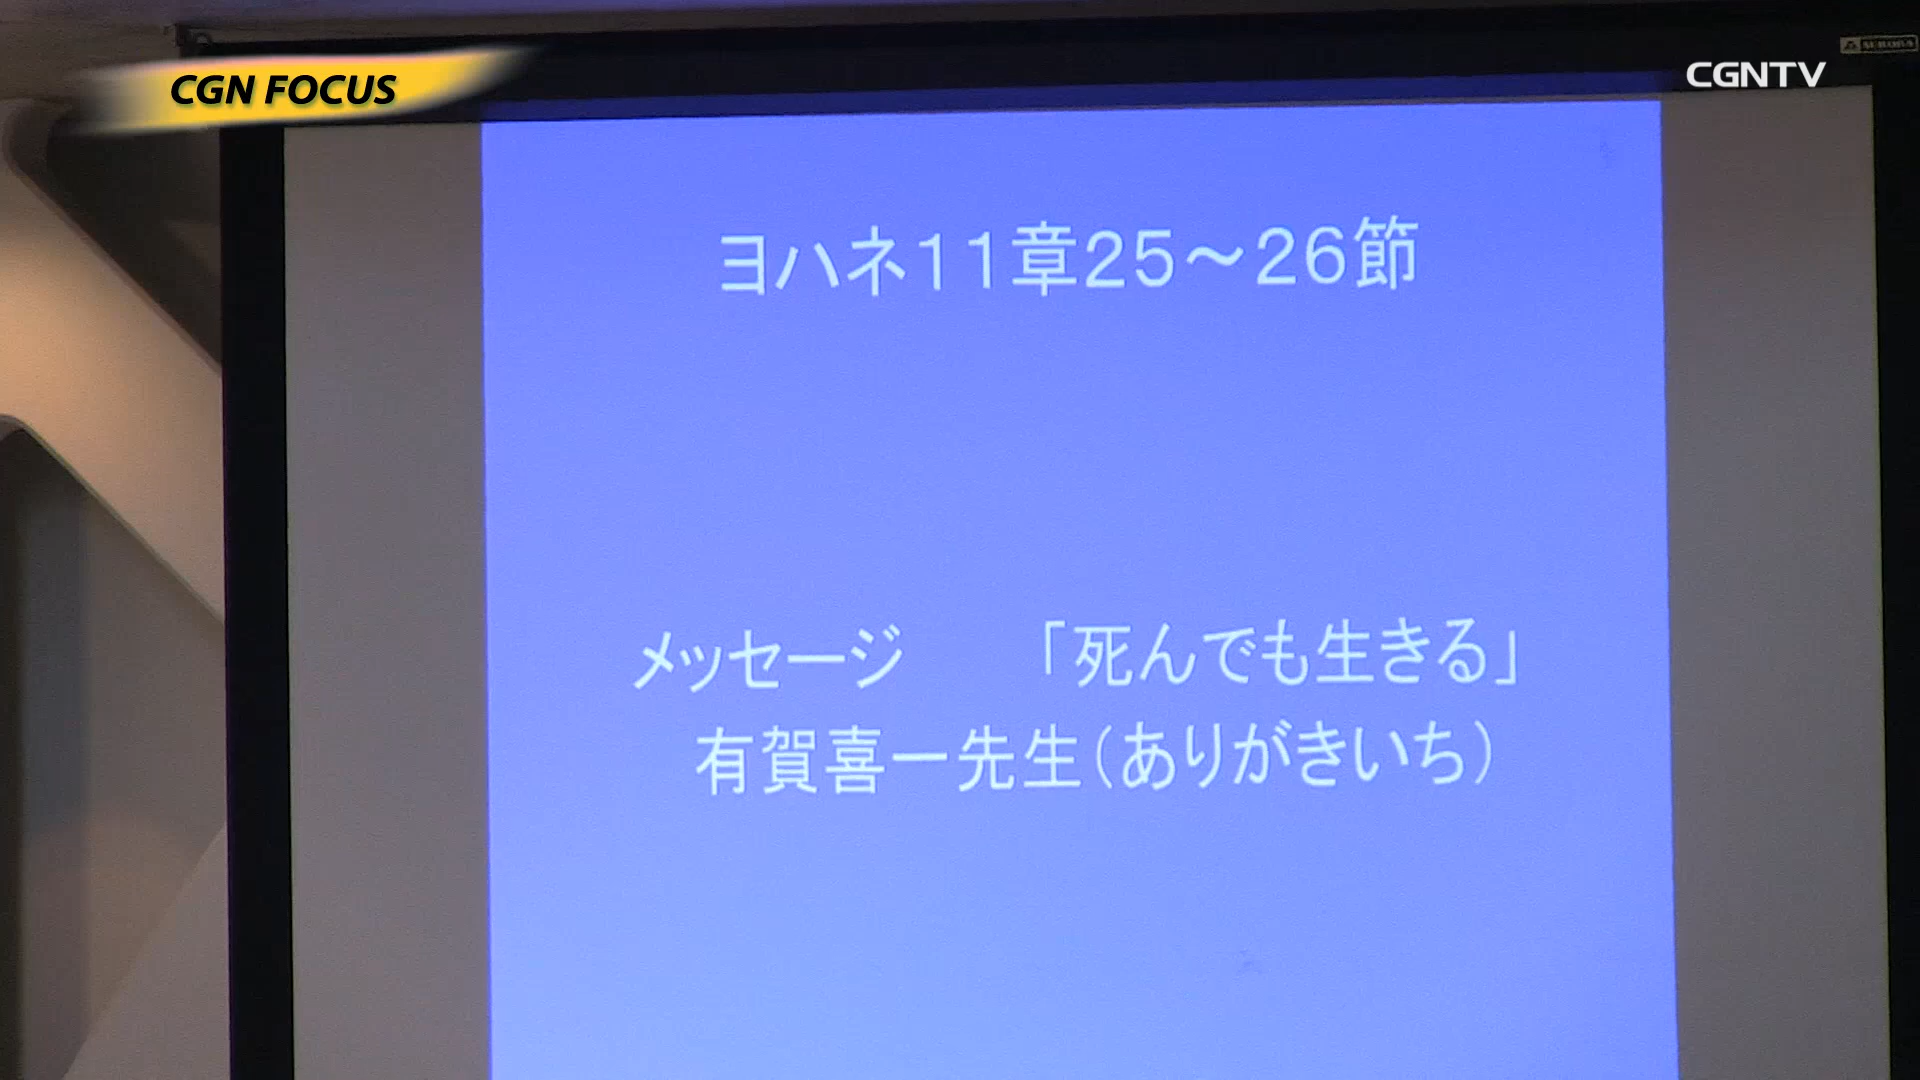 CGN FOCUS
CGNTV
ヨハネ11章25～26節
メッセージ 「死んでも生きる」
有賀喜一先生(ありがきいち)